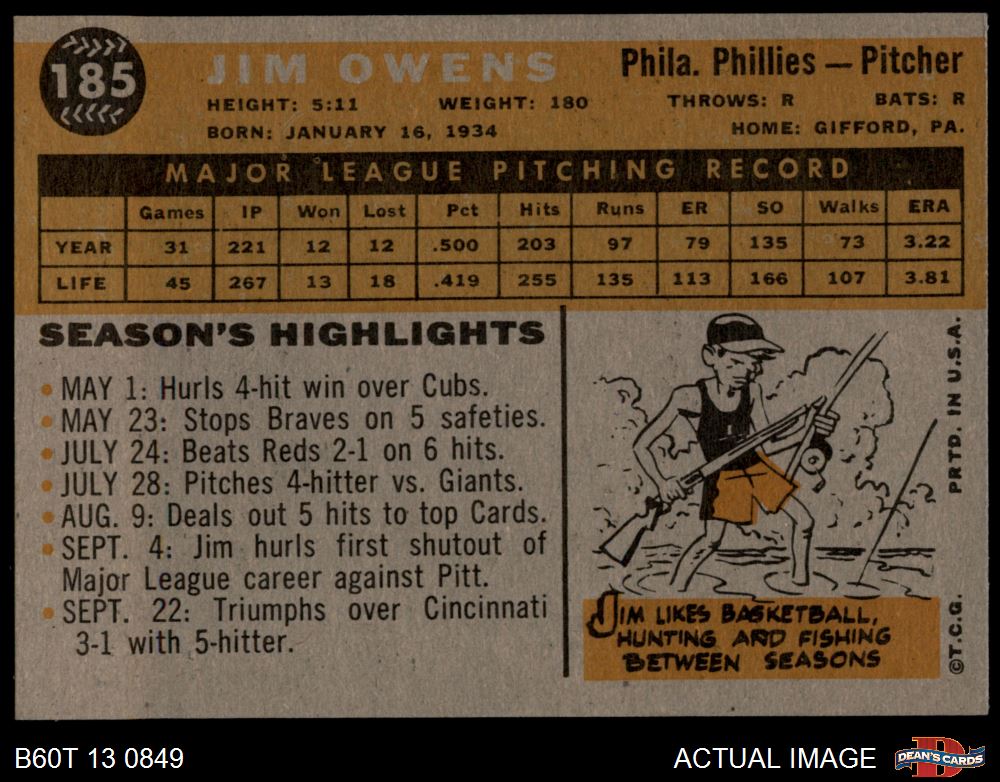 185
JIM OWENS
Phila. Phillies — Pitcher
HEIGHT: 5:11 WEIGHT: 180 THROWS: R BATS: R
BORN: JANUARY 16, 1934 HOME: GIFFORD, PA.
MAJOR LEAGUE PITCHING RECORD
Games IP Won Lost Pct Hits Runs ER SO Walks ERA
YEAR 31 221 12 12 .500 203 97 79 135 73 3.22
LIFE 45 267 13 18 .419 255 135 113 166 107 3.81
SEASON'S HIGHLIGHTS
• MAY 1: Hurls 4-hit win over Cubs.
• MAY 23: Stops Braves on 5 safeties.
• JULY 24: Beats Reds 2-1 on 6 hits.
• JULY 28: Pitches 4-hitter vs. Giants.
• AUG. 9: Deals out 5 hits to top Cards.
• SEPT. 4: Jim hurls first shutout of
Major League career against Pitt.
• SEPT. 22: Triumphs over Cincinnati
3-1 with 5-hitter.
JIM LIKES BASKETBALL,
HUNTING AND FISHING
BETWEEN SEASONS
©T.C.G. PRTD. IN U.S.A.
B60T 13 0849
ACTUAL IMAGE
D
DEAN'S CARDS